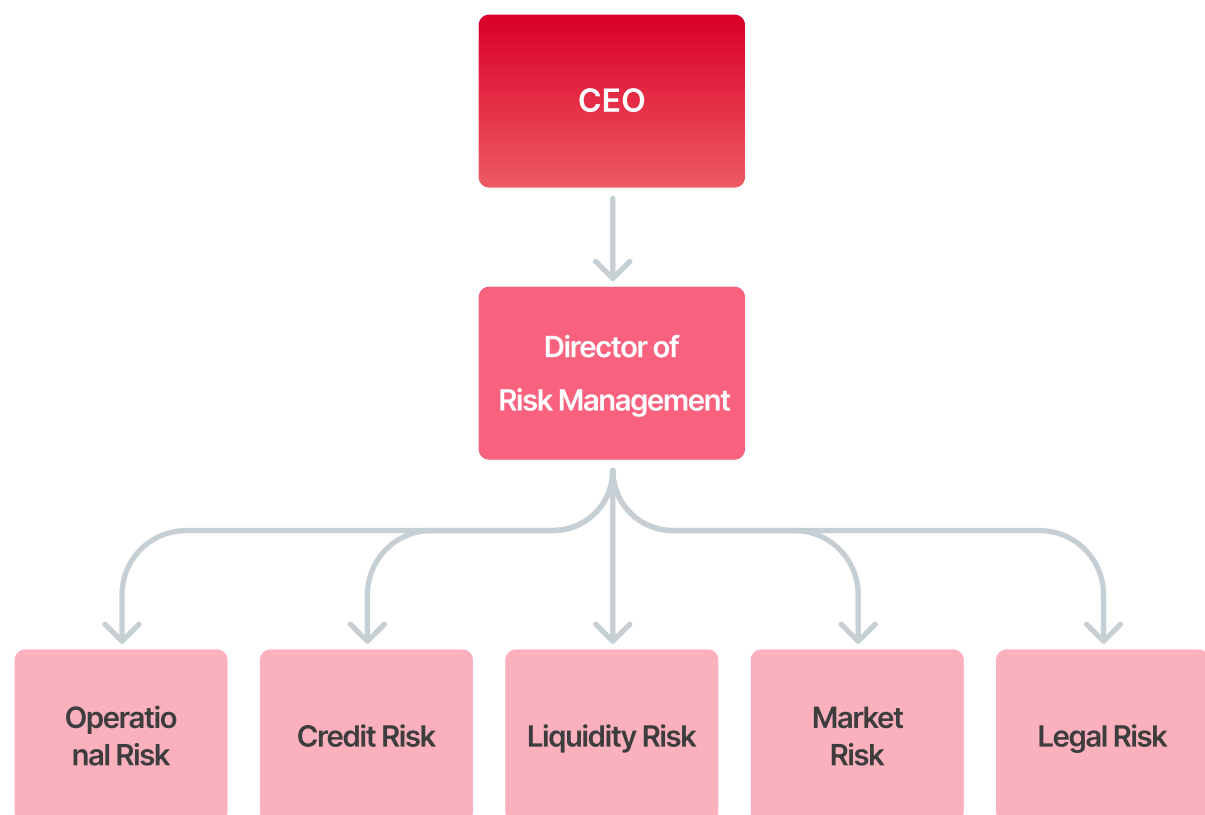 CEO
Director of
Risk Management
Operatio
nal Risk
Credit Risk
Liquidity Risk
Market
Risk
Legal Risk